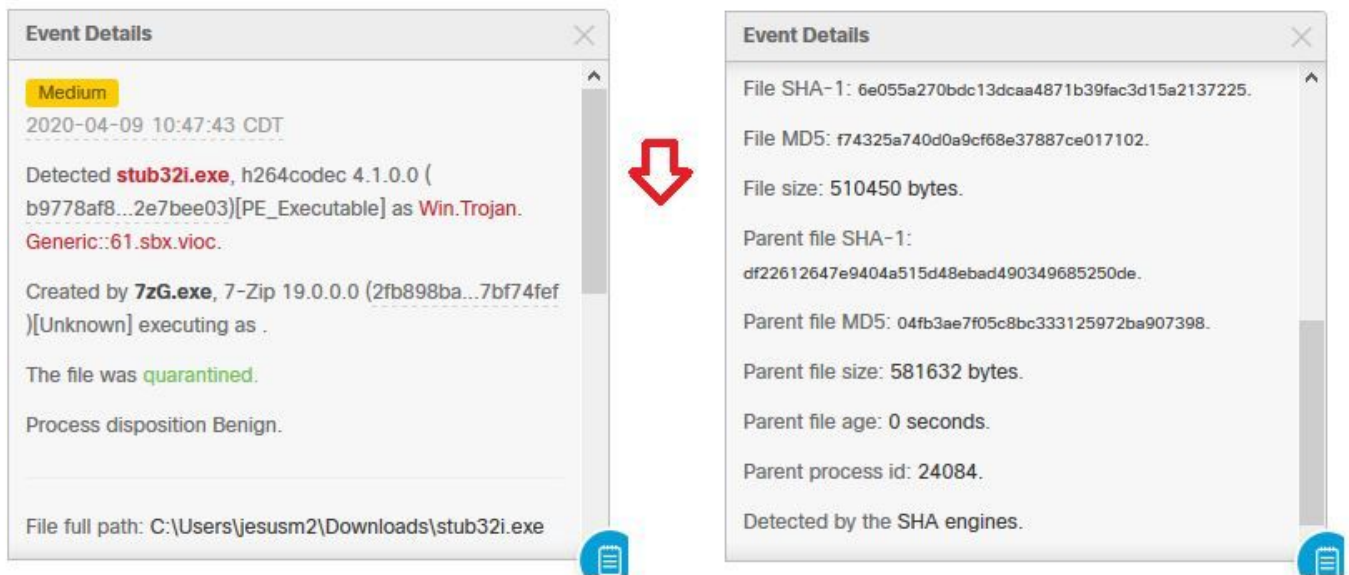 Event Details
Medium
2020-04-09 10:47:43 CDT
Detected stub32i.exe, h264codec 4.1.0.0 (
b9778af8...2e7bee03)[PE_Executable] as Win.Trojan.
Generic::61.sbx.vioc.
Created by 7zG.exe, 7-Zip 19.0.0.0 (2fb898ba...7bf74fef
)[Unknown] executing as .
The file was quarantined.
Process disposition Benign.
File full path: C:\Users\jesusm2\Downloads\stub32i.exe
Event Details
File SHA-1: 6e055a270bdc13dcaa4871b39fac3d15a2137225.
File MD5: f74325a740d0a9cf68e37887ce017102.
File size: 510450 bytes.
Parent file SHA-1:
df22612647e9404a515d48ebad490349685250de.
Parent file MD5: 04fb3ae7f05c8bc333125972ba907398.
Parent file size: 581632 bytes.
Parent file age: 0 seconds.
Parent process id: 24084.
Detected by the SHA engines.